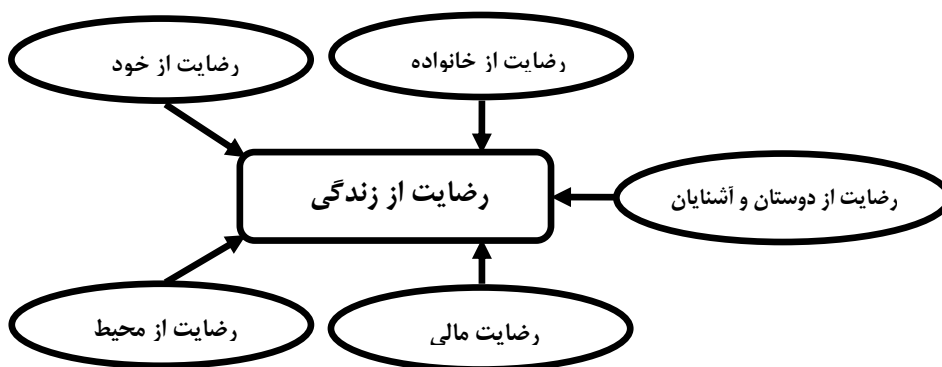 رضایت از خانواده
رضایت از خود
رضایت از زندگی
رضایت از دوستان و آشنایان
رضایت مالی
رضایت از محیط